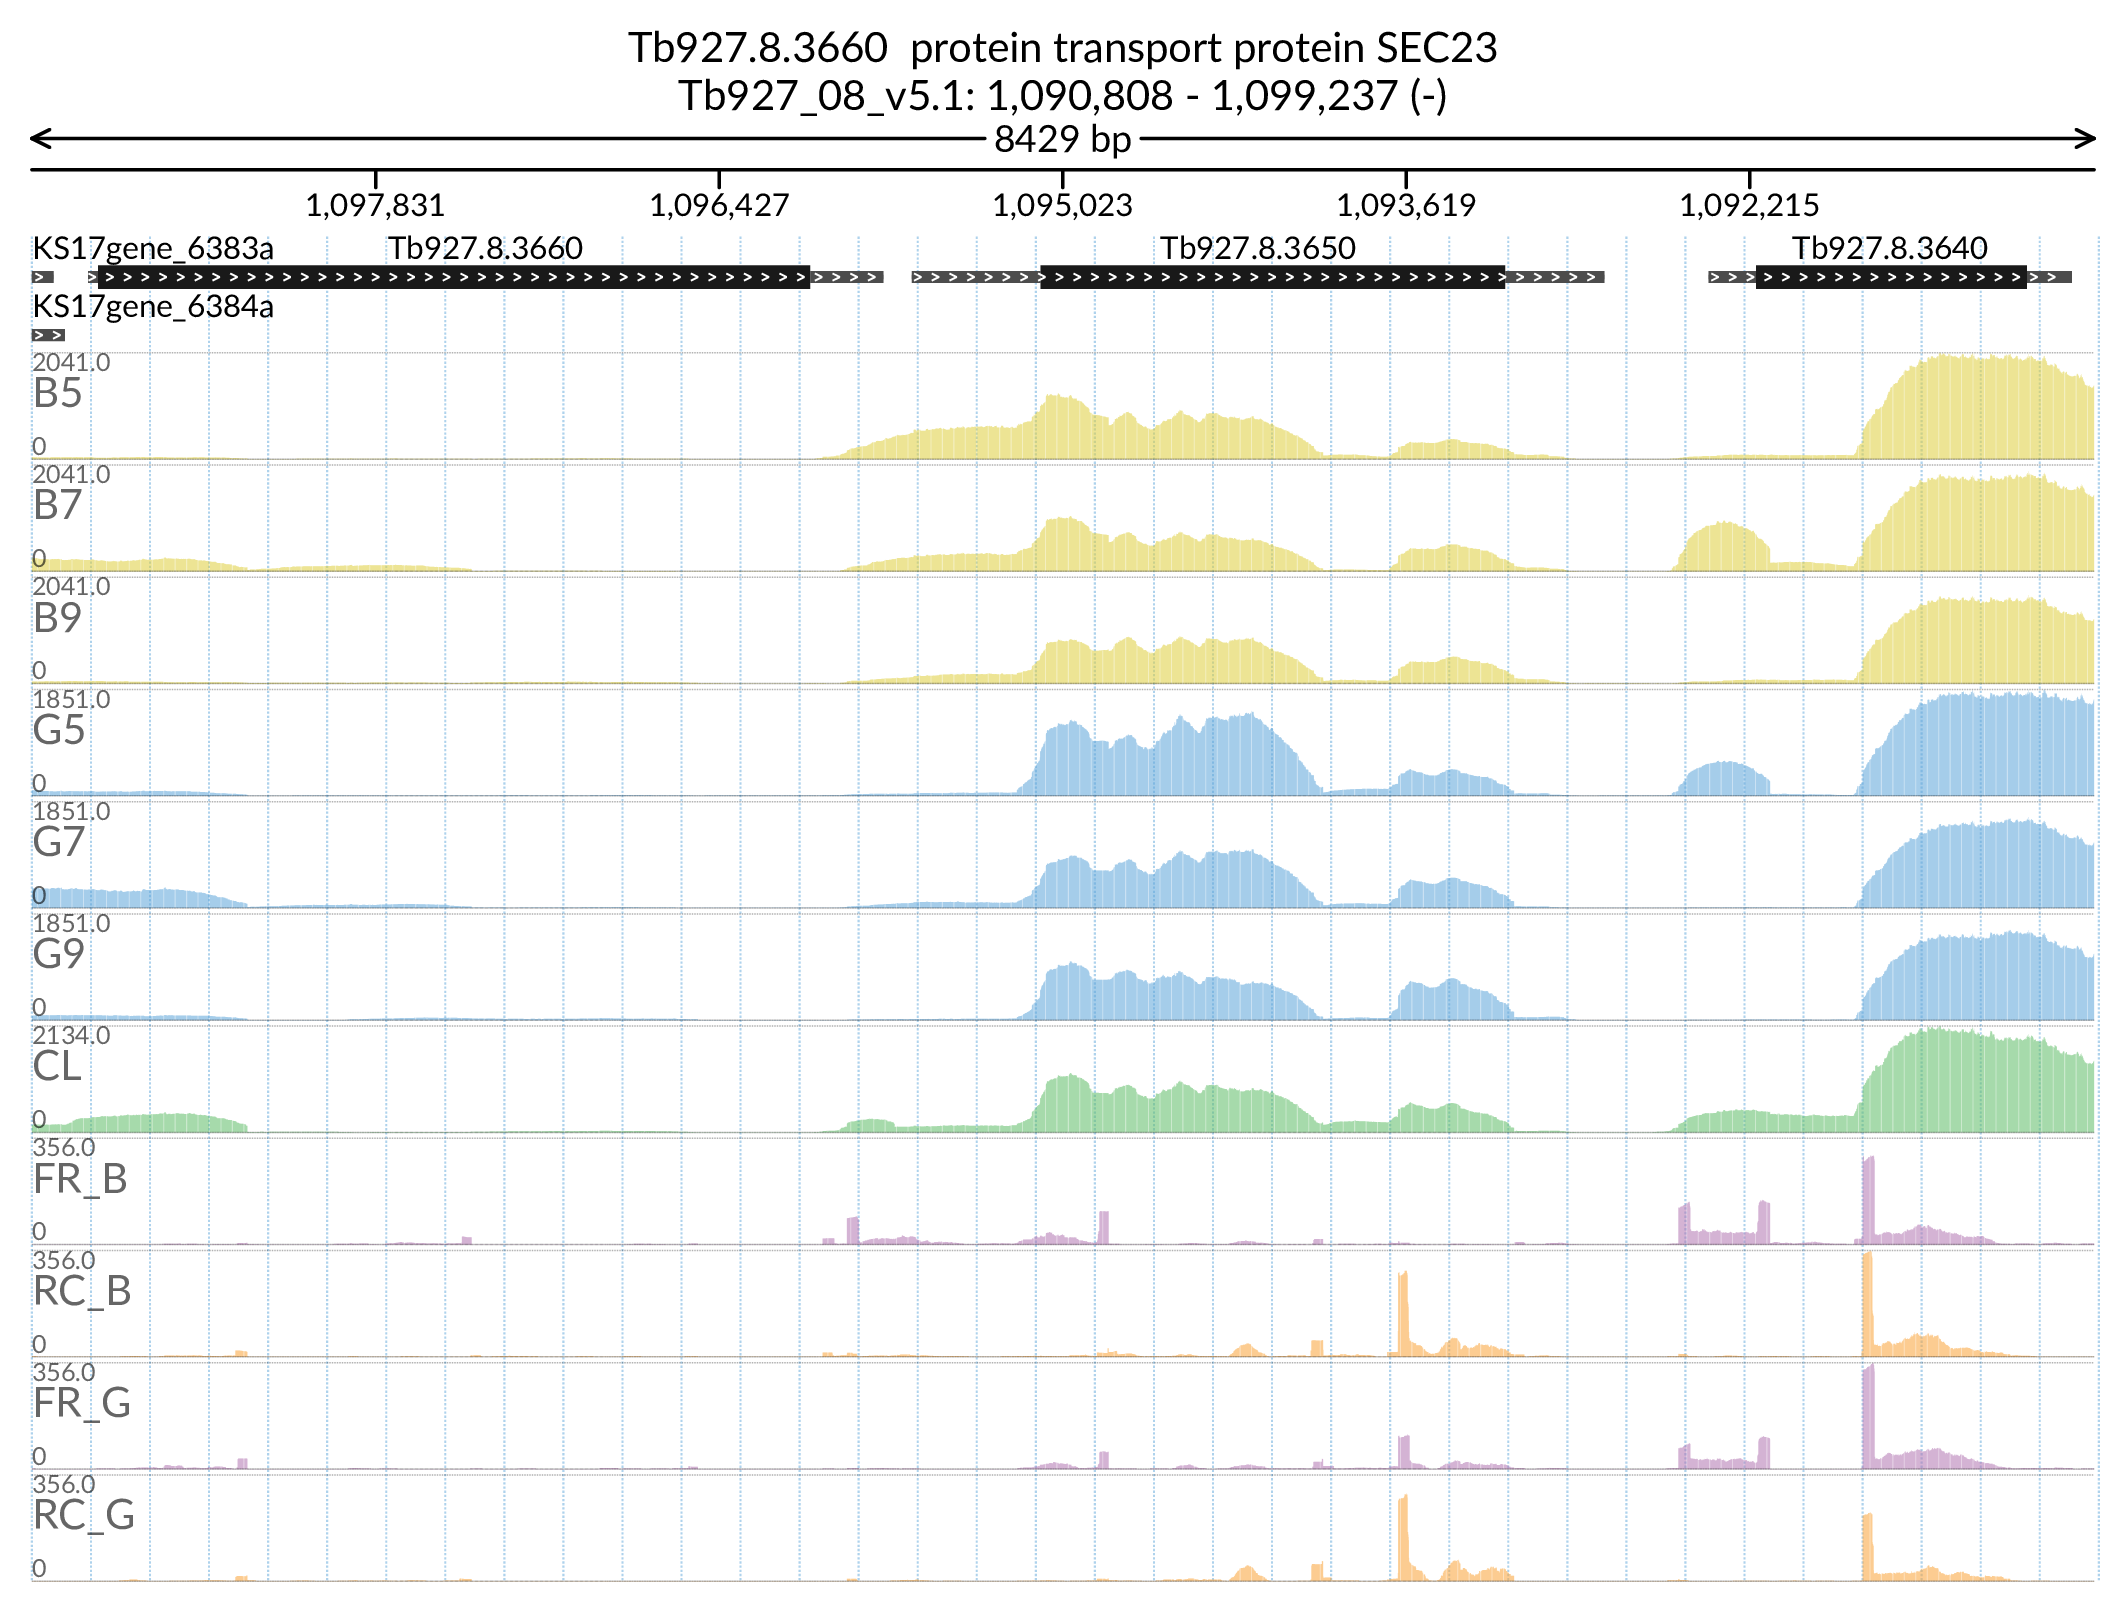 Tb927.8.3660  protein transport protein SEC23
Tb927_08_v5.1: 1,090,808 - 1,099,237 (-)
8429 bp
1,097,831 1,096,427 1,095,023 1,093,619 1,092,215
KS17gene_6383a Tb927.8.3660 Tb927.8.3650 Tb927.8.3640
KS17gene_6384a
2041.0
B5
0
2041.0
B7
0
2041.0
B9
0
1851.0
G5
0
1851.0
G7
0
1851.0
G9
0
2134.0
CL
0
356.0
FR_B
0
356.0
RC_B
0
356.0
FR_G
0
356.0
RC_G
0